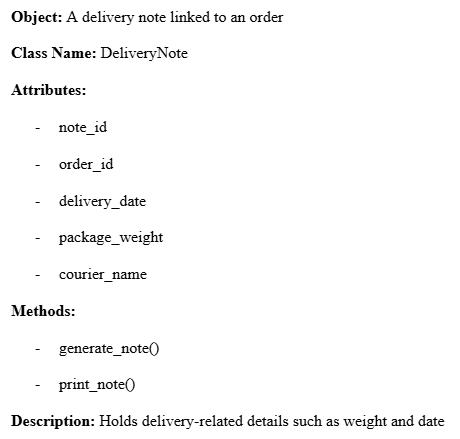 Object: A delivery note linked to an order
Class Name: DeliveryNote
Attributes:
- note_id
- order_id
- delivery_date
- package_weight
- courier_name
Methods:
- generate_note()
- print_note()
Description: Holds delivery-related details such as weight and date